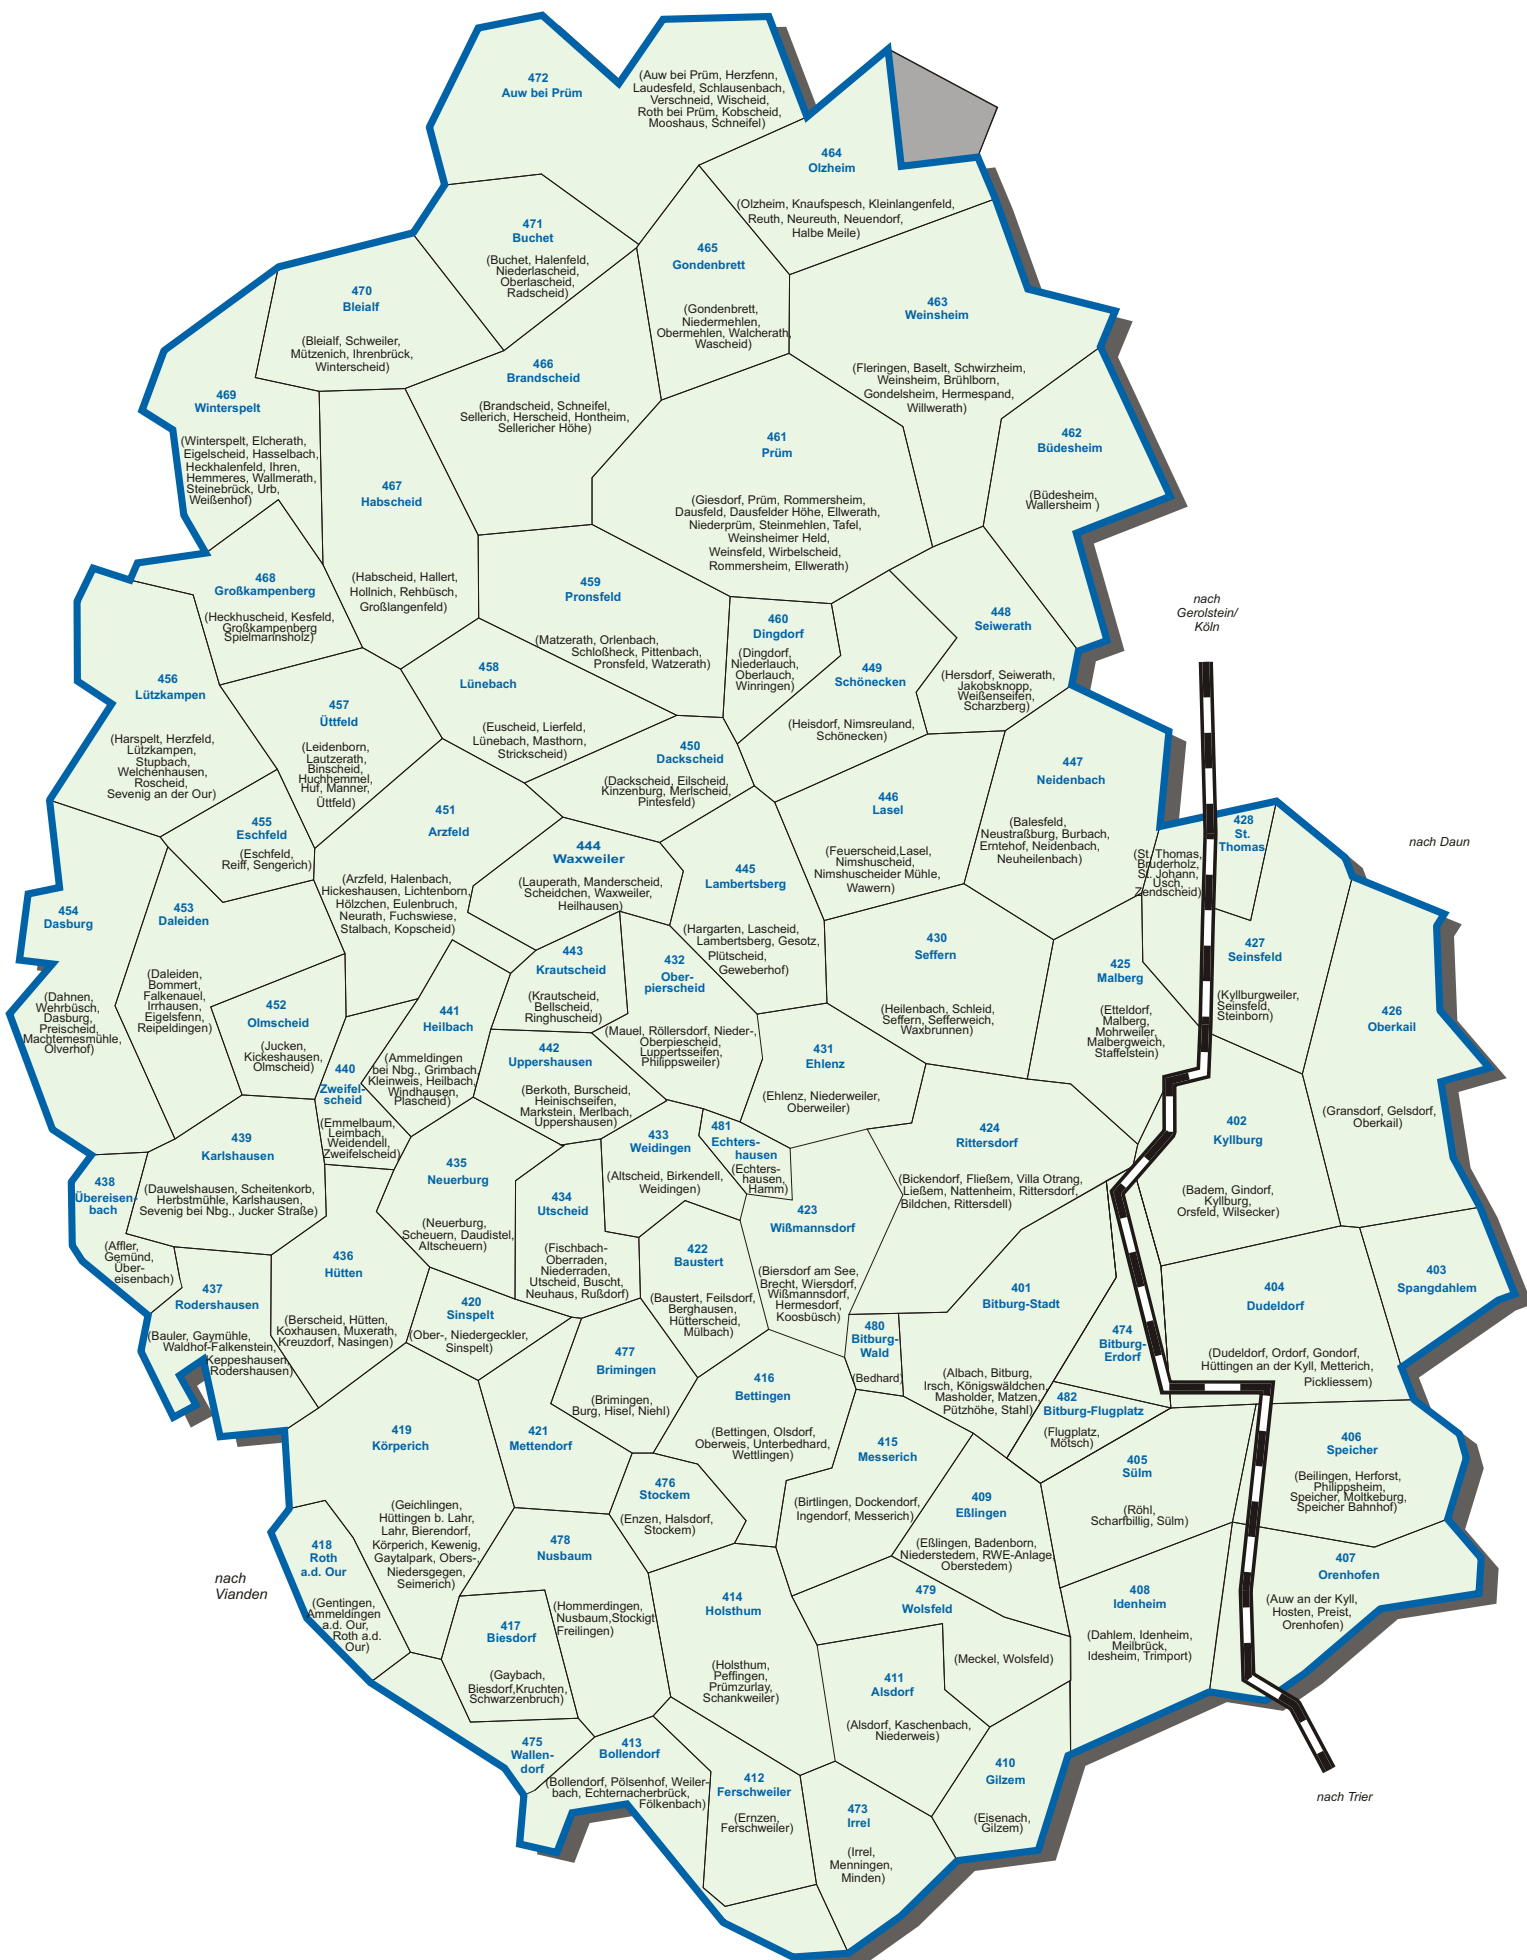 472
Auw bei Prüm
(Auw bei Prüm, Herzfenn,
Laudesfeld, Schlausenbach,
Verschneid, Wischeid,
Roth bei Prüm, Kobscheid,
Mooshaus, Schneifel)
464
Olzheim
(Olzheim, Knaufspesch, Kleinlangenfeld,
Reuth, Neureuth, Neuendorf,
Halbe Meile)
471
Buchet
(Buchet, Halenfeld,
Niederlascheid,
Oberlascheid,
Radscheid)
465
Gondenbrett
(Gondenbrett,
Niedermehlen,
Obermehlen, Walcherath,
Wascheid)
470
Bleialf
(Bleialf, Schweiler,
Mützenich, Ihrenbrück,
Winterscheid)
463
Weinsheim
(Fleringen, Baselt, Schwirzheim,
Weinsheim, Brühlborn,
Gondelsheim, Hermespand,
Willwerath)
466
Brandscheid
(Brandscheid, Schneifel,
Sellerich, Herscheid, Hontheim,
Sellericher Höhe)
469
Winterspelt
(Winterspelt, Elcherath,
Eigelscheid, Hasselbach,
Heckhalenfeld, Ihren,
Hemmeres, Wallmerath,
Steinebrück, Urb,
Weißenhof)
461
Prüm
(Giesdorf, Prüm, Rommersheim,
Dausfeld, Dausfelder Höhe, Ellwerath,
Niederprüm, Steinmehlen, Tafel,
Weinsheimer Held,
Weinsfeld, Wirbelscheid,
Rommersheim, Ellwerath)
462
Büdesheim
(Büdesheim,
Wallersheim )
467
Habscheid
(Habscheid, Hallert,
Hollnich, Rehbüsch,
Großlangenfeld)
468
Großkampenberg
(Heckhuscheid, Kesfeld,
Großkampenberg
Spielmannsholz)
459
Pronsfeld
(Matzerath, Orlenbach,
Schloßheck, Pittenbach,
Pronsfeld, Watzerath)
460
Dingdorf
(Dingdorf,
Niederlauch,
Oberlauch,
Winringen)
448
Seiwerath
(Hersdorf, Seiwerath,
Jakobsknopp,
Weißenseifen,
Scharzberg)
nach
Gerolstein/
Köln
449
Schönecken
(Heisdorf, Nimsreuland,
Schönecken)
456
Lützkampen
(Harspelt, Herzfeld,
Lützkampen,
Stupbach,
Welchenhausen,
Roscheid,
Sevenig an der Our)
458
Lünebach
(Euscheid, Lierfeld,
Lünebach, Masthorn,
Strickscheid)
457
Üttfeld
(Leidenborn,
Lautzerath,
Binscheid,
Huchhemmel,
Huf, Manner,
Üttfeld)
450
Dackscheid
(Dackscheid, Eilscheid,
Kinzenburg, Merlscheid,
Pintesfeld)
447
Neidenbach
(Balesfeld,
Neustraßburg, Burbach,
Erntehof, Neidenbach,
Neuheilenbach)
446
Lasel
(Feuerscheid,Lasel,
Nimshuscheid,
Nimshuscheider Mühle,
Wawern)
428
St.
Thomas
(St. Thomas,
Bruderholz,
St. Johann,
Usch,
Zendscheid)
nach Daun
455
Eschfeld
(Eschfeld,
Reiff, Sengerich)
451
Arzfeld
(Arzfeld, Halenbach,
Hickeshausen, Lichtenborn,
Hölzchen, Eulenbruch,
Neurath, Fuchswiese,
Stalbach, Kopscheid)
444
Waxweiler
(Lauperath, Manderscheid,
Scheidchen, Waxweiler,
Heilhausen)
445
Lambertsberg
(Hargarten, Lascheid,
Lambertsberg, Gesotz,
Plütscheid,
Geweberhof)
454
Dasburg
(Dahnen,
Wehrbüsch,
Dasburg,
Preischeid,
Machtemesmühle,
Ölverhof)
453
Daleiden
(Daleiden,
Bommert,
Falkenauel,
Irrhausen,
Eigelsfenn,
Reipeldingen)
443
Krautscheid
(Krautscheid,
Bellscheid,
Ringhuscheid)
432
Ober-
pierscheid
(Mauel, Röllersdorf, Nieder-,
Oberpiescheid,
Luppertsseifen,
Philippsweiler)
430
Seffern
(Heilenbach, Schleid,
Seffern, Sefferweich,
Waxbrunnen)
425
Malberg
(Etteldorf,
Malberg,
Mohrweiler,
Malbergweich,
Staffelstein)
427
Seinsfeld
(Kyllburgweiler,
Seinsfeld,
Steinborn)
426
Oberkail
(Gransdorf, Gelsdorf,
Oberkail)
452
Olmscheid
(Jucken,
Kickeshausen,
Olmscheid)
441
Heilbach
(Ammeldingen
bei Nbg., Grimbach,
Kleinweis, Heilbach,
Windhausen,
Plascheid)
442
Uppershausen
(Berkoth, Burscheid,
Heinischseifen,
Markstein, Merlbach,
Uppershausen)
431
Ehlenz
(Ehlenz, Niederweiler,
Oberweiler)
440
Zweifel-
scheid
(Emmelbaum,
Leimbach,
Weidendell,
Zweifelscheid)
439
Karlshausen
(Dauwelshausen, Scheitenkorb,
Herbstmühle, Karlshausen,
Sevenig bei Nbg., Jucker Straße)
433
Weidingen
(Altscheid, Birkendell,
Weidingen)
481
Echters-
hausen
(Echters-
hausen,
Hamm)
424
Rittersdorf
(Bickendorf, Fließem, Villa Otrang,
Ließem, Nattenheim, Rittersdorf,
Bildchen, Rittersdell)
402
Kyllburg
(Badem, Gindorf,
Kyllburg,
Orsfeld, Wilsecker)
438
Übereisen-
bach
(Affler,
Gemünd,
Über-
eisenbach)
435
Neuerburg
(Neuerburg,
Scheuern, Daudistel,
Altscheuern)
434
Utscheid
(Fischbach-
Oberraden,
Niederraden,
Utscheid, Buscht,
Neuhaus, Rußdorf)
423
Wißmannsdorf
(Biersdorf am See,
Brecht, Wiersdorf,
Wißmannsdorf,
Hermesdorf,
Koosbüsch)
422
Baustert
(Baustert, Feilsdorf,
Berghausen,
Hütterscheid,
Mülbach)
436
Hütten
(Berscheid, Hütten,
Koxhausen, Muxerath,
Kreuzdorf, Nasingen)
437
Rodershausen
(Bauler, Gaymühle,
Waldhof-Falkenstein,
Keppeshausen,
Rodershausen)
420
Sinspelt
(Ober-, Niedergeckler,
Sinspelt)
401
Bitburg-Stadt
(Albach, Bitburg,
Irsch, Königswäldchen,
Masholder, Matzen,
Pützhöhe, Stahl)
403
Spangdahlem
404
Dudeldorf
(Dudeldorf, Ordorf, Gondorf,
Hüttingen an der Kyll, Metterich,
Pickliessem)
480
Bitburg-
Wald
(Bedhard)
474
Bitburg-
Erdorf
477
Brimingen
(Brimingen,
Burg, Hisel, Niehl)
416
Bettingen
(Bettingen, Olsdorf,
Oberweis, Unterbedhard,
Wettlingen)
482
Bitburg-Flugplatz
(Flugplatz,
Mötsch)
419
Körperich
(Geichlingen,
Hüttingen b. Lahr,
Lahr, Bierendorf,
Körperich, Kewenig,
Gaytalpark, Obers-,
Niedersgegen,
Seimerich)
421
Mettendorf
415
Messerich
(Birtlingen, Dockendorf,
Ingendorf, Messerich)
405
Sülm
(Röhl,
Scharfbillig, Sülm)
406
Speicher
(Beilingen, Herforst,
Philippsheim,
Speicher, Moltkeburg,
Speicher Bahnhof)
476
Stockem
(Enzen, Halsdorf,
Stockem)
409
Eßlingen
(Eßlingen, Badenborn,
Niederstedem, RWE-Anlage,
Oberstedem)
418
Roth
a.d. Our
(Gentingen,
Ammeldingen
a.d. Our,
Roth a.d.
Our)
nach
Vianden
478
Nusbaum
(Hommerdingen,
Nusbaum,Stockigt
Freilingen)
407
Orenhofen
(Auw an der Kyll,
Hosten, Preist,
Orenhofen)
414
Holsthum
(Holsthum,
Peffingen,
Prümzurlay,
Schankweiler)
479
Wolsfeld
(Meckel, Wolsfeld)
408
Idenheim
(Dahlem, Idenheim,
Meilbrück,
Idesheim, Trimport)
417
Biesdorf
(Gaybach,
Biesdorf,Kruchten,
Schwarzenbruch)
411
Alsdorf
(Alsdorf, Kaschenbach,
Niederweis)
475
Wallen-
dorf
413
Bollendorf
(Bollendorf, Pölsenhof, Weiler-
bach, Echternacherbrück,
Fölkenbach)
412
Ferschweiler
(Ernzen,
Ferschweiler)
410
Gilzem
(Eisenach,
Gilzem)
473
Irrel
(Irrel,
Menningen,
Minden)
nach Trier